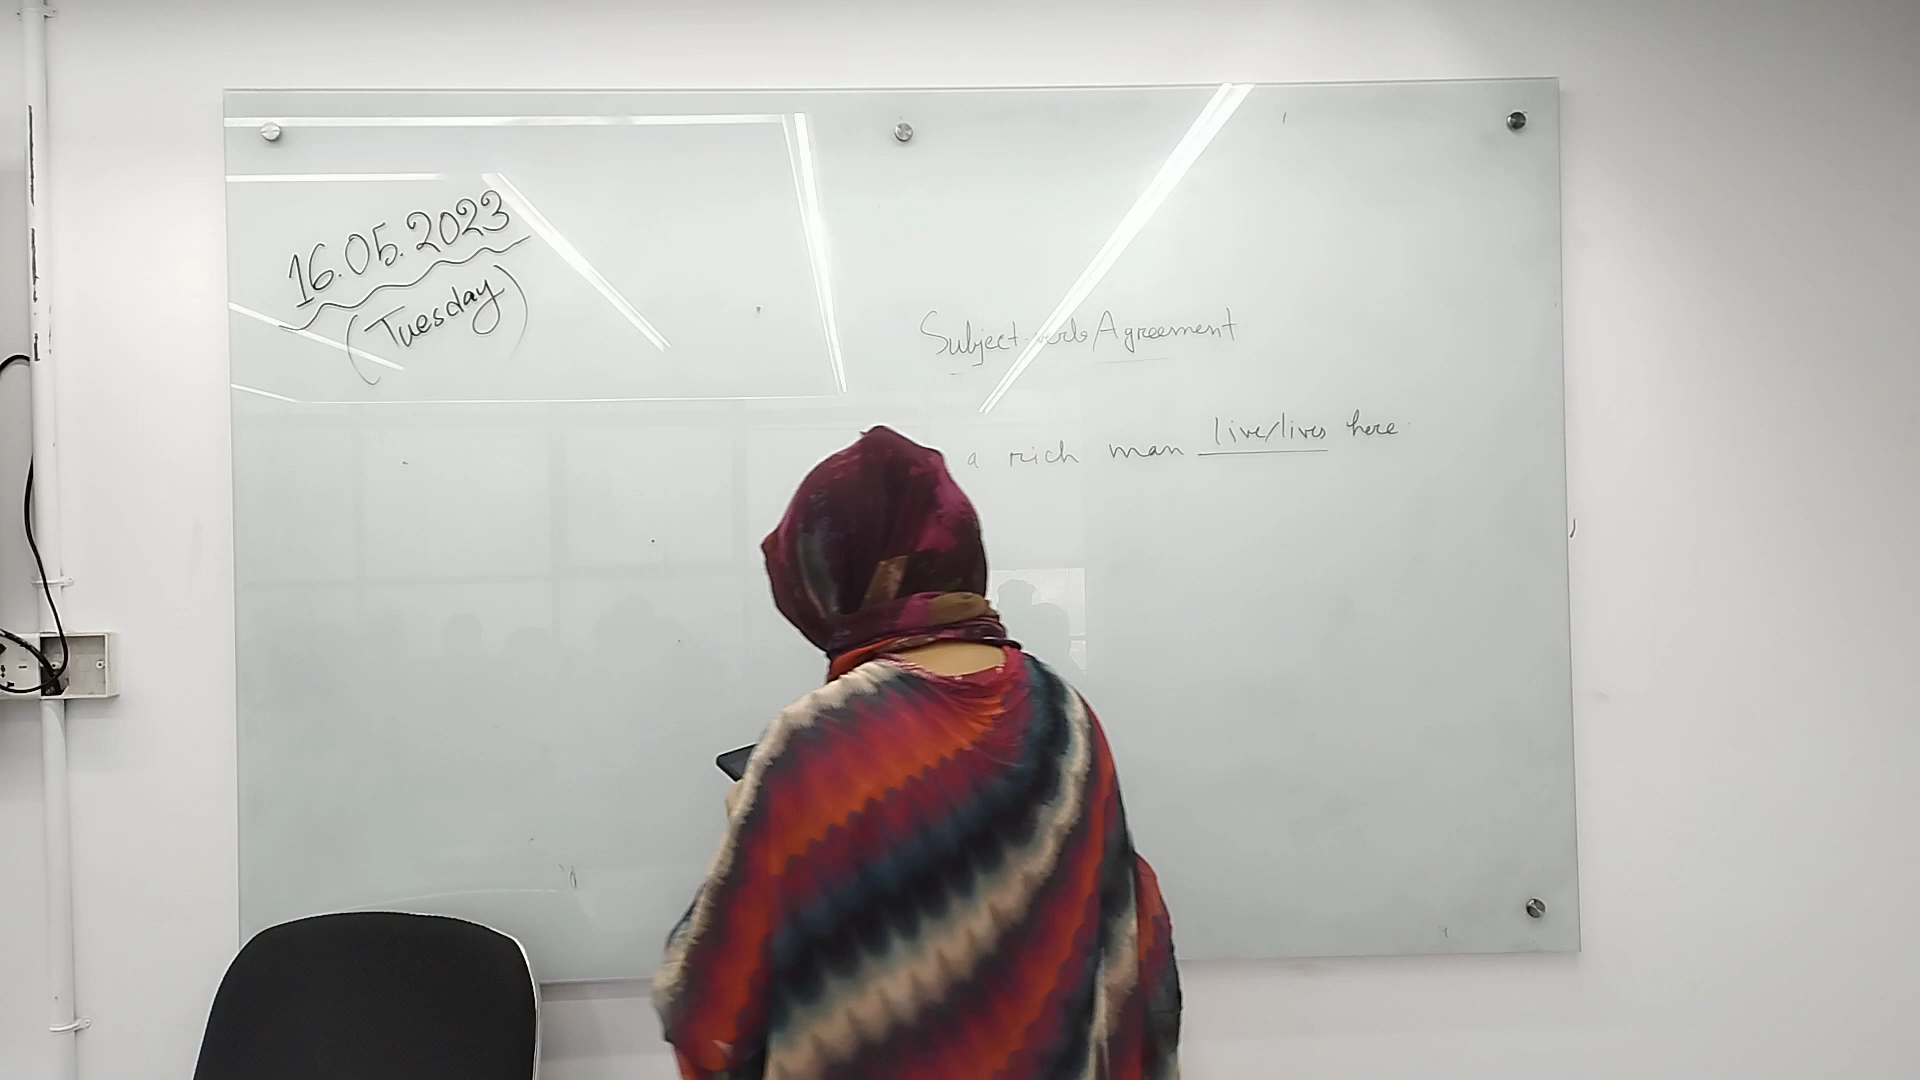 16.05.2023
(Tuesday)
Subject-verb Agreement
a rich man live/lives here